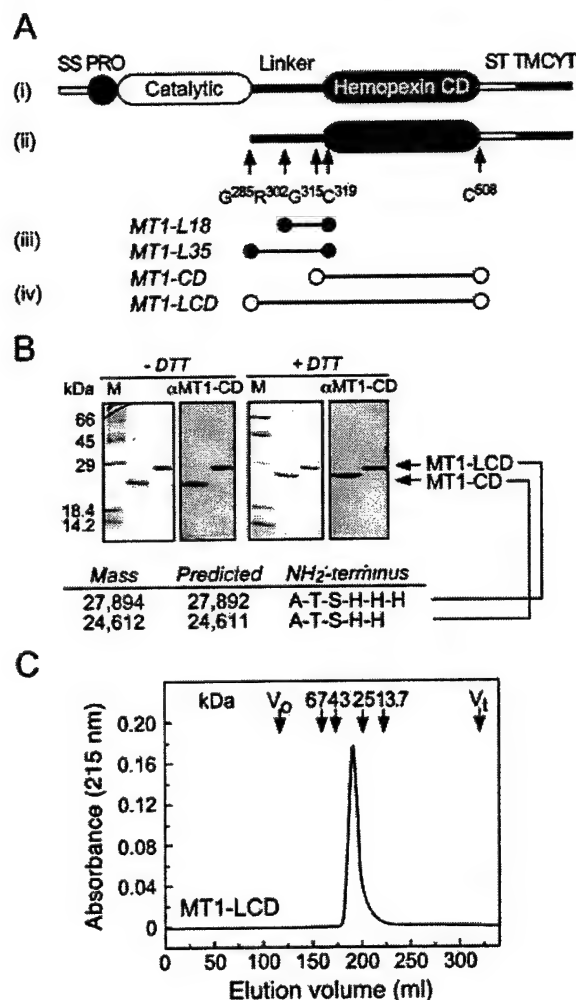 A
SS PRO Linker ST TMCYT
(i) Catalytic Hemopexin CD
(ii)
G285R302G315C319 C508
(iii) MT1-L18
MT1-L35
(iv) MT1-CD
MT1-LCD
B
- DTT + DTT
kDa M αMT1-CD M αMT1-CD
66
45
29
18.4
14.2
MT1-LCD
MT1-CD
Mass Predicted NH2-terminus
27,894 27,892 A-T-S-H-H-H
24,612 24,611 A-T-S-H-H
C
kDa Vo 67 43 25 13.7 Vt
Absorbance (215 nm)
0.20
0.16
0.12
0.08
0.04
0
MT1-LCD
0 50 100 150 200 250 300
Elution volume (ml)